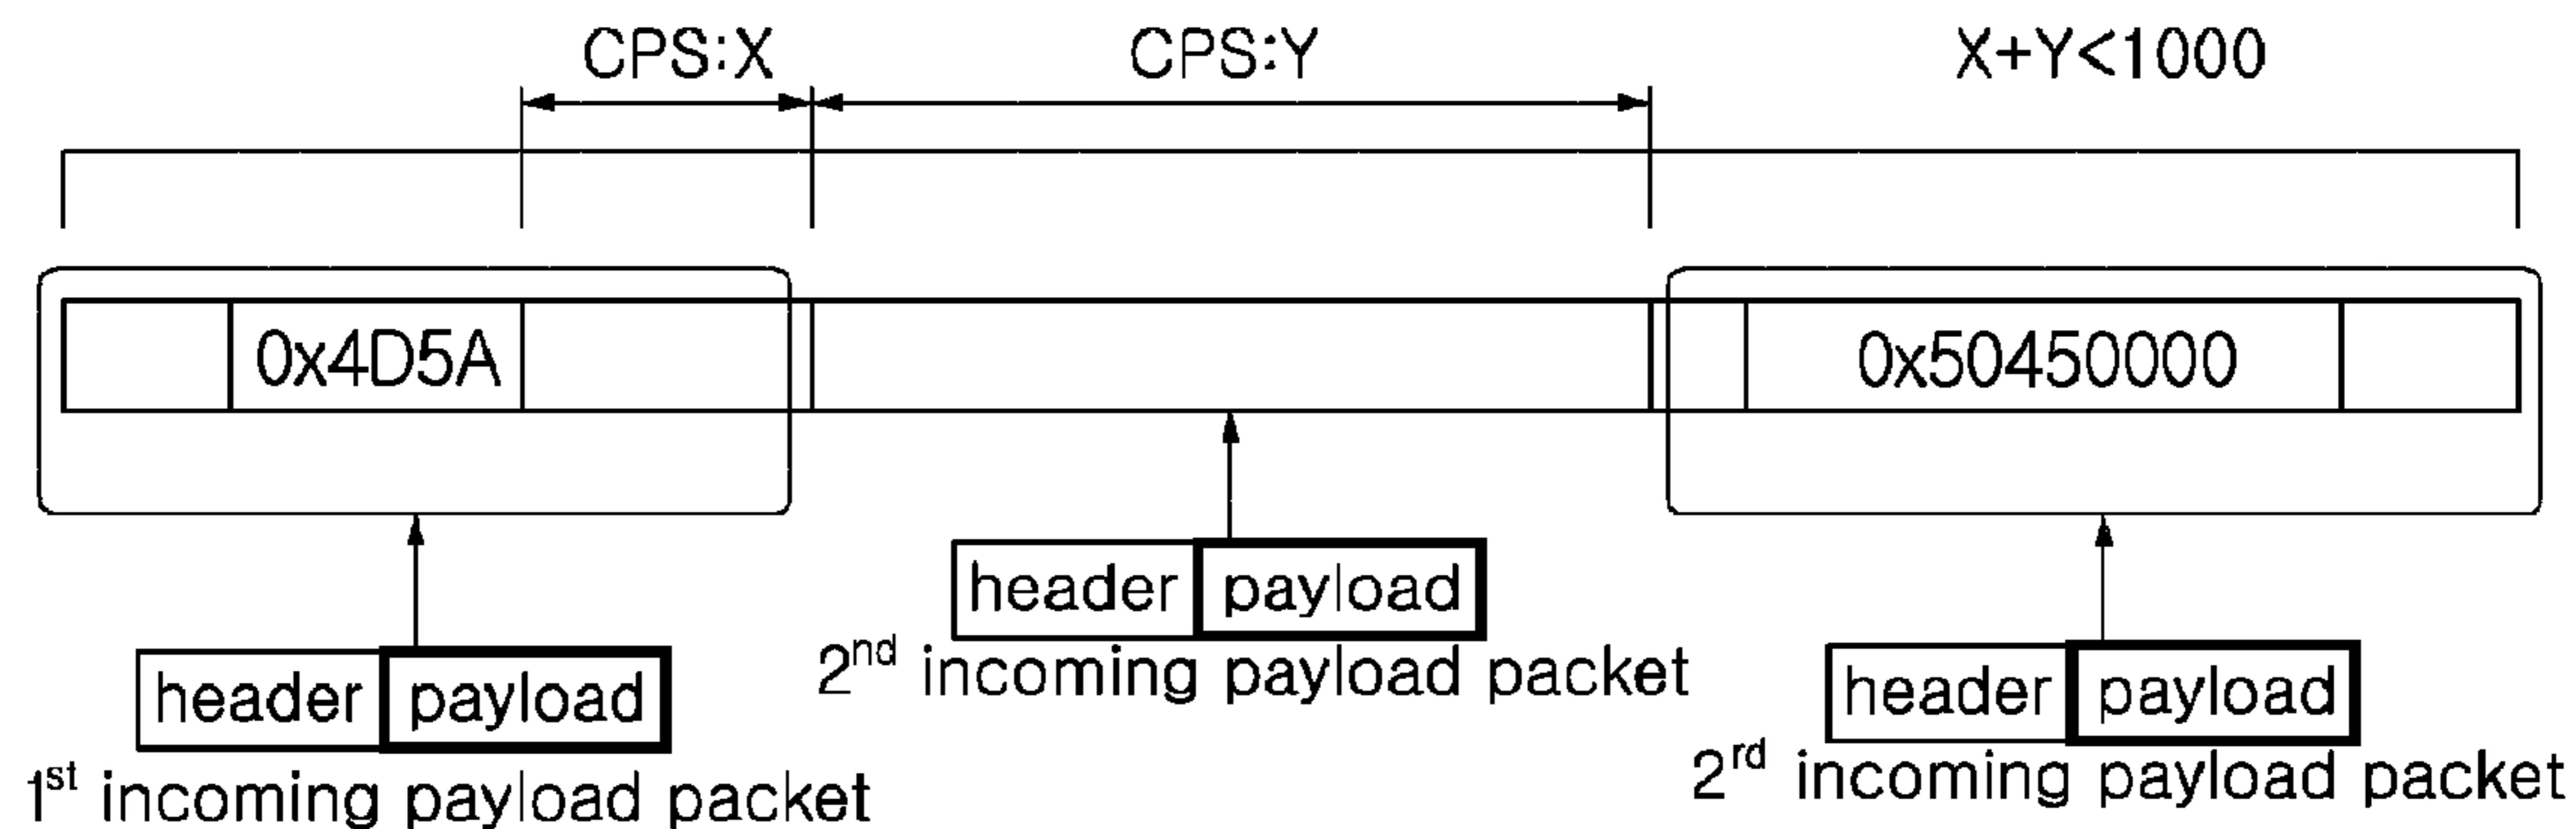 CPS:X CPS:Y X+Y<1000
0x4D5A 0x50450000
header payload
1st incoming payload packet
header payload
2nd incoming payload packet
header payload
2rd incoming payload packet